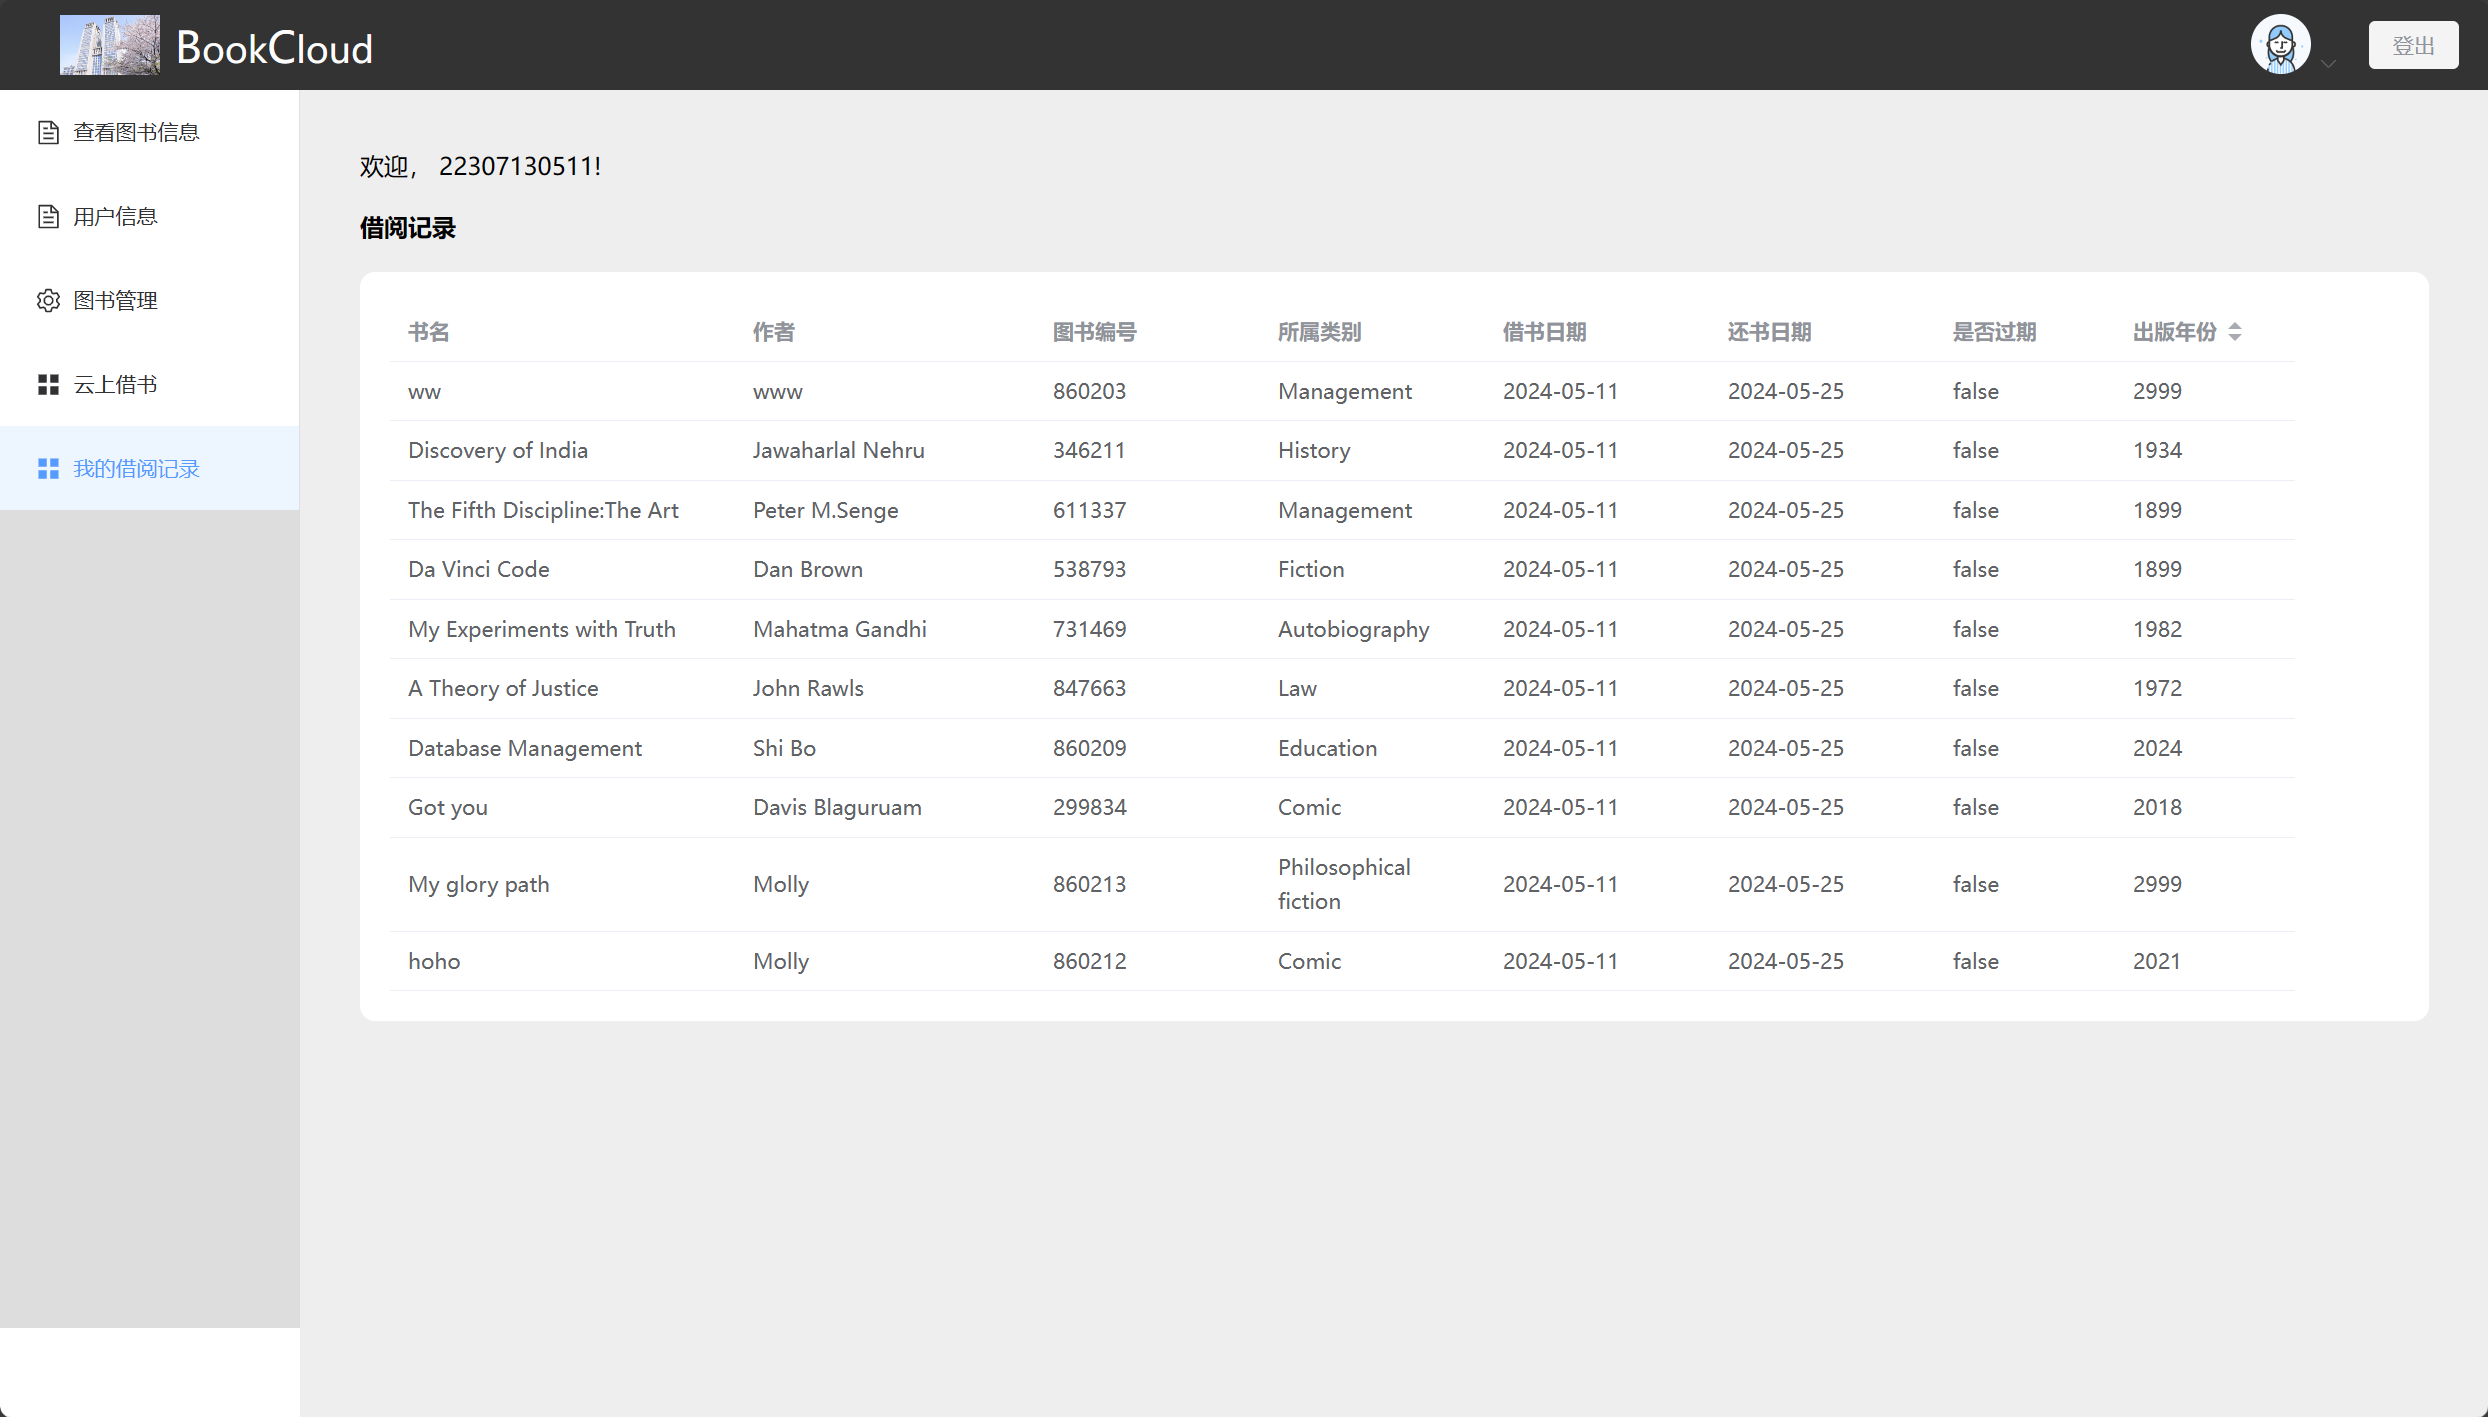 BookCloud
登出
查看图书信息
用户信息
图书管理
云上借书
我的借阅记录
欢迎， 22307130511!
借阅记录
书名 作者 图书编号 所属类别 借书日期 还书日期 是否过期 出版年份
ww www 860203 Management 2024-05-11 2024-05-25 false 2999
Discovery of India Jawaharlal Nehru 346211 History 2024-05-11 2024-05-25 false 1934
The Fifth Discipline:The Art Peter M.Senge 611337 Management 2024-05-11 2024-05-25 false 1899
Da Vinci Code Dan Brown 538793 Fiction 2024-05-11 2024-05-25 false 1899
My Experiments with Truth Mahatma Gandhi 731469 Autobiography 2024-05-11 2024-05-25 false 1982
A Theory of Justice John Rawls 847663 Law 2024-05-11 2024-05-25 false 1972
Database Management Shi Bo 860209 Education 2024-05-11 2024-05-25 false 2024
Got you Davis Blaguruam 299834 Comic 2024-05-11 2024-05-25 false 2018
My glory path Molly 860213 Philosophical fiction 2024-05-11 2024-05-25 false 2999
hoho Molly 860212 Comic 2024-05-11 2024-05-25 false 2021